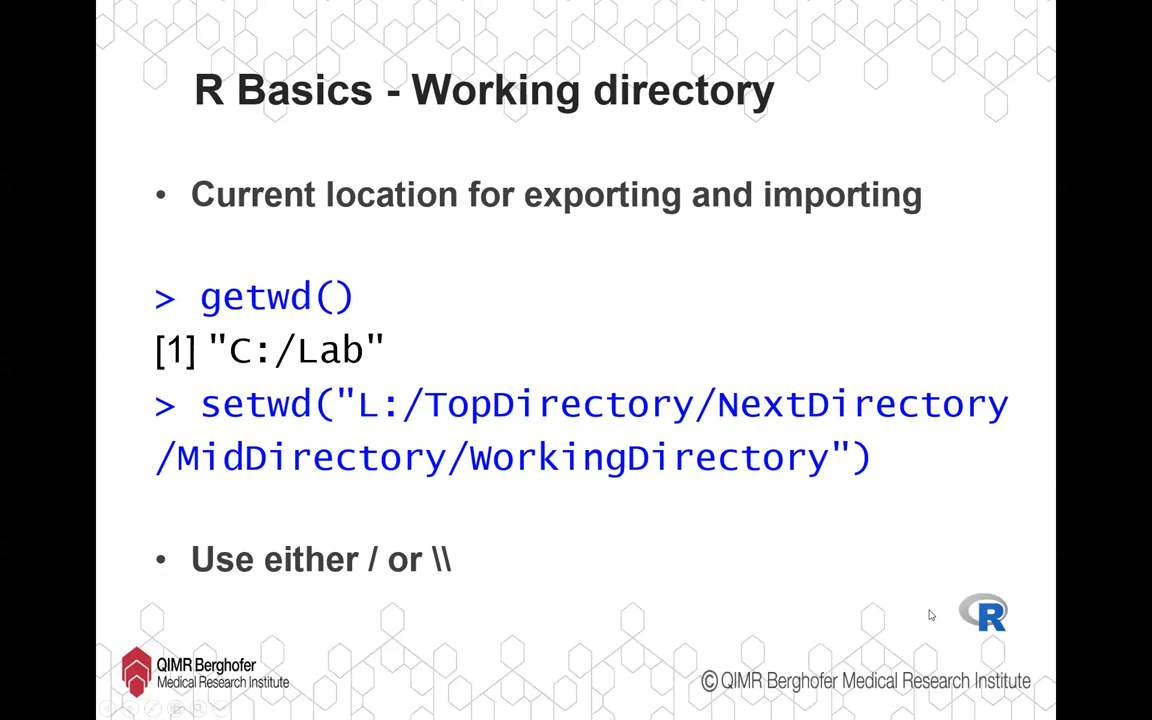 R Basics - Working directory
• Current location for exporting and importing
> getwd()
[1] "C:/Lab"
> setwd("L:/TopDirectory/NextDirectory
/MidDirectory/WorkingDirectory")
• Use either / or \\
R
QIMR Berghofer
Medical Research Institute
© QIMR Berghofer Medical Research Institute